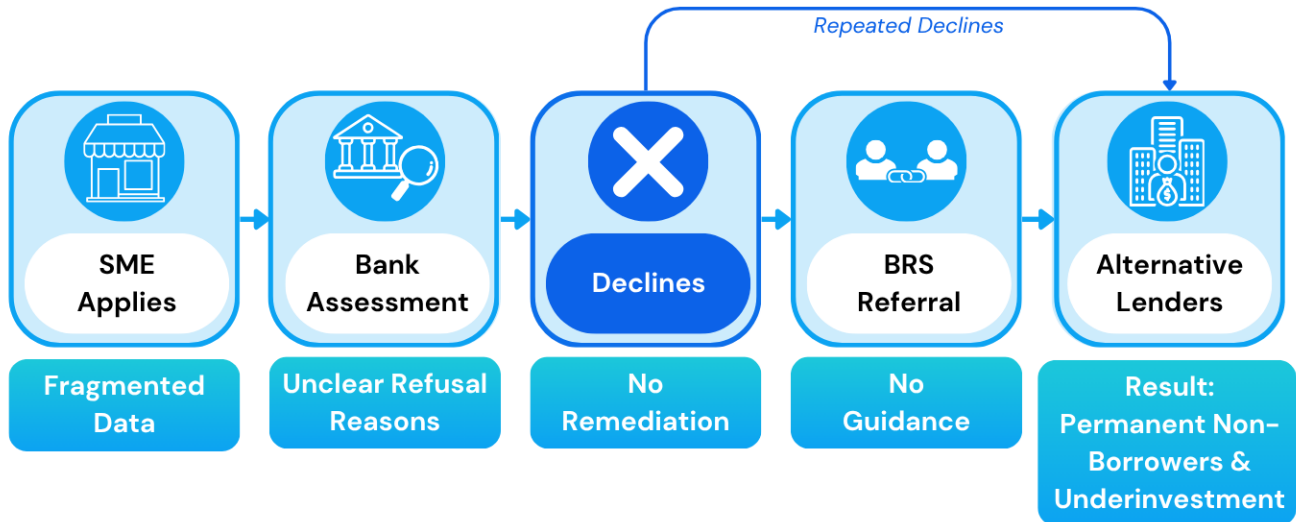 Repeated Declines
SME
Applies
Bank
Assessment
Declines
BRS
Referral
Alternative
Lenders
Fragmented
Data
Unclear Refusal
Reasons
No
Remediation
No
Guidance
Result:
Permanent Non-
Borrowers &
Underinvestment
$